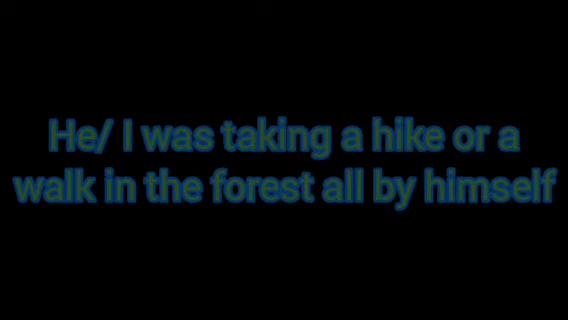 He/ I was taking a hike or a
walk in the forest all by himself